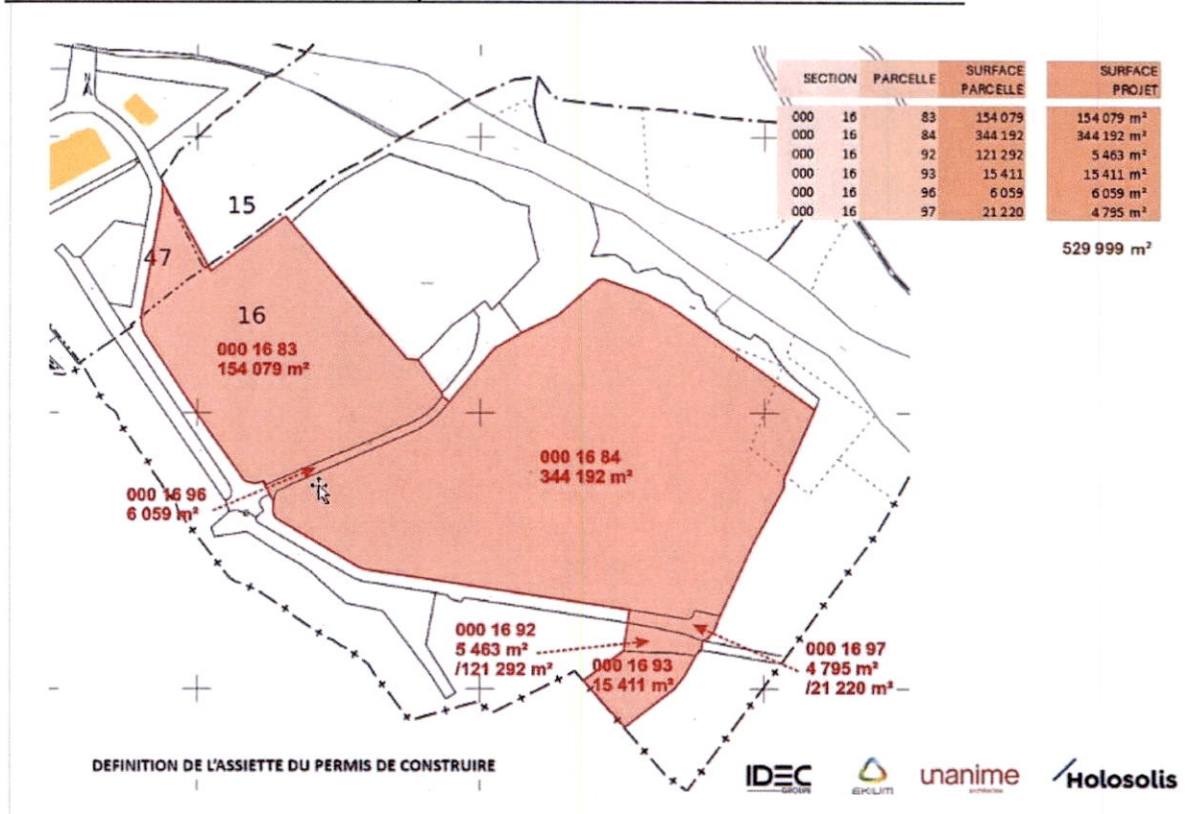 SECTION PARCELLE SURFACE PARCELLE SURFACE PROJET
000 16 83 154 079 154 079 m²
000 16 84 344 192 344 192 m²
000 16 92 121 292 5 463 m²
000 16 93 15 411 15 411 m²
000 16 96 6 059 6 059 m²
000 16 97 21 220 4 795 m²
529 999 m²
N
15
47
16
000 16 83
154 079 m²
000 16 84
344 192 m²
000 16 96
6 059 m²
000 16 92
5 463 m²
/121 292 m²
000 16 93
15 411 m²
000 16 97
4 795 m²
/21 220 m²
DEFINITION DE L'ASSIETTE DU PERMIS DE CONSTRUIRE
IDEC
GROUPE
EKIUM
unanime
architectes
Holosolis